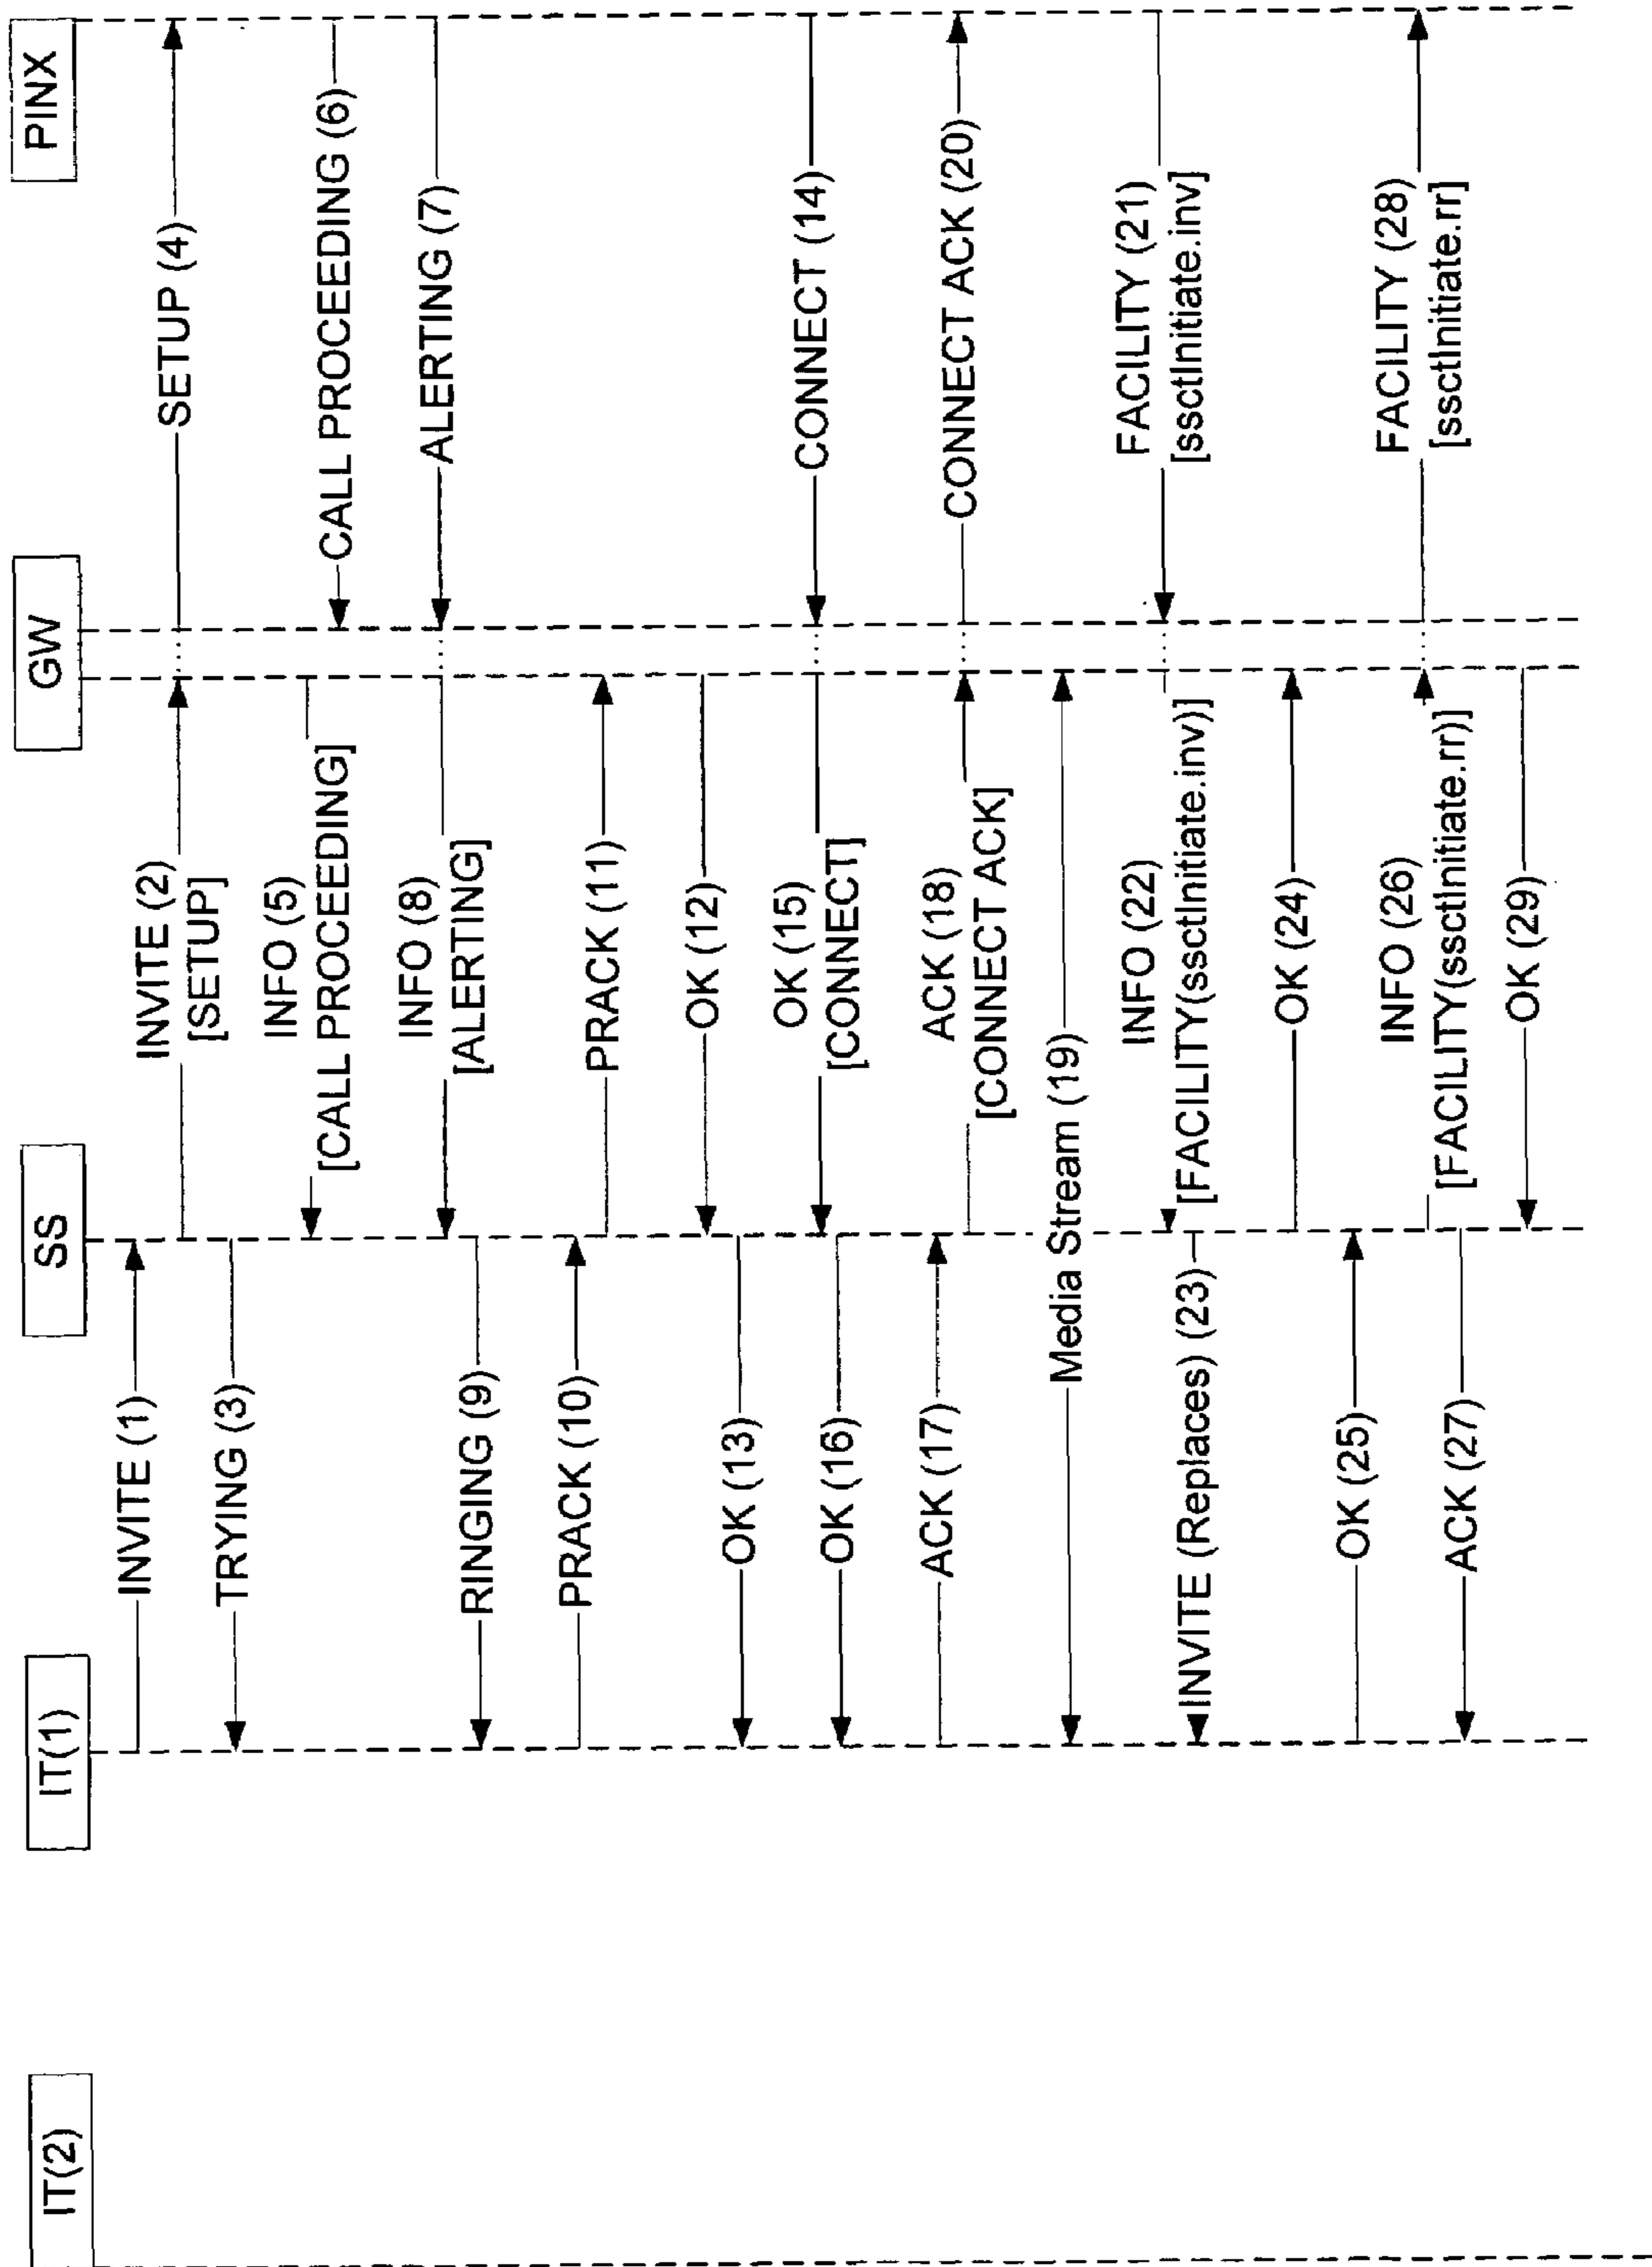 IT(2)
IT(1)
SS
GW
PINX
INVITE (1)
INVITE (2)
[SETUP]
SETUP (4)
TRYING (3)
INFO (5)
[CALL PROCEEDING]
CALL PROCEEDING (6)
INFO (8)
[ALERTING]
ALERTING (7)
RINGING (9)
PRACK (10)
PRACK (11)
OK (12)
OK (13)
OK (15)
[CONNECT]
CONNECT (14)
OK (16)
ACK (17)
ACK (18)
[CONNECT ACK]
CONNECT ACK (20)
Media Stream (19)
INFO (22)
[FACILITY(ssctInitiate.inv)]
FACILITY (21)
[ssctInitiate.inv]
INVITE (Replaces) (23)
OK (24)
OK (25)
INFO (26)
[FACILITY(ssctInitiate.rr)]
FACILITY (28)
[ssctInitiate.rr]
ACK (27)
OK (29)